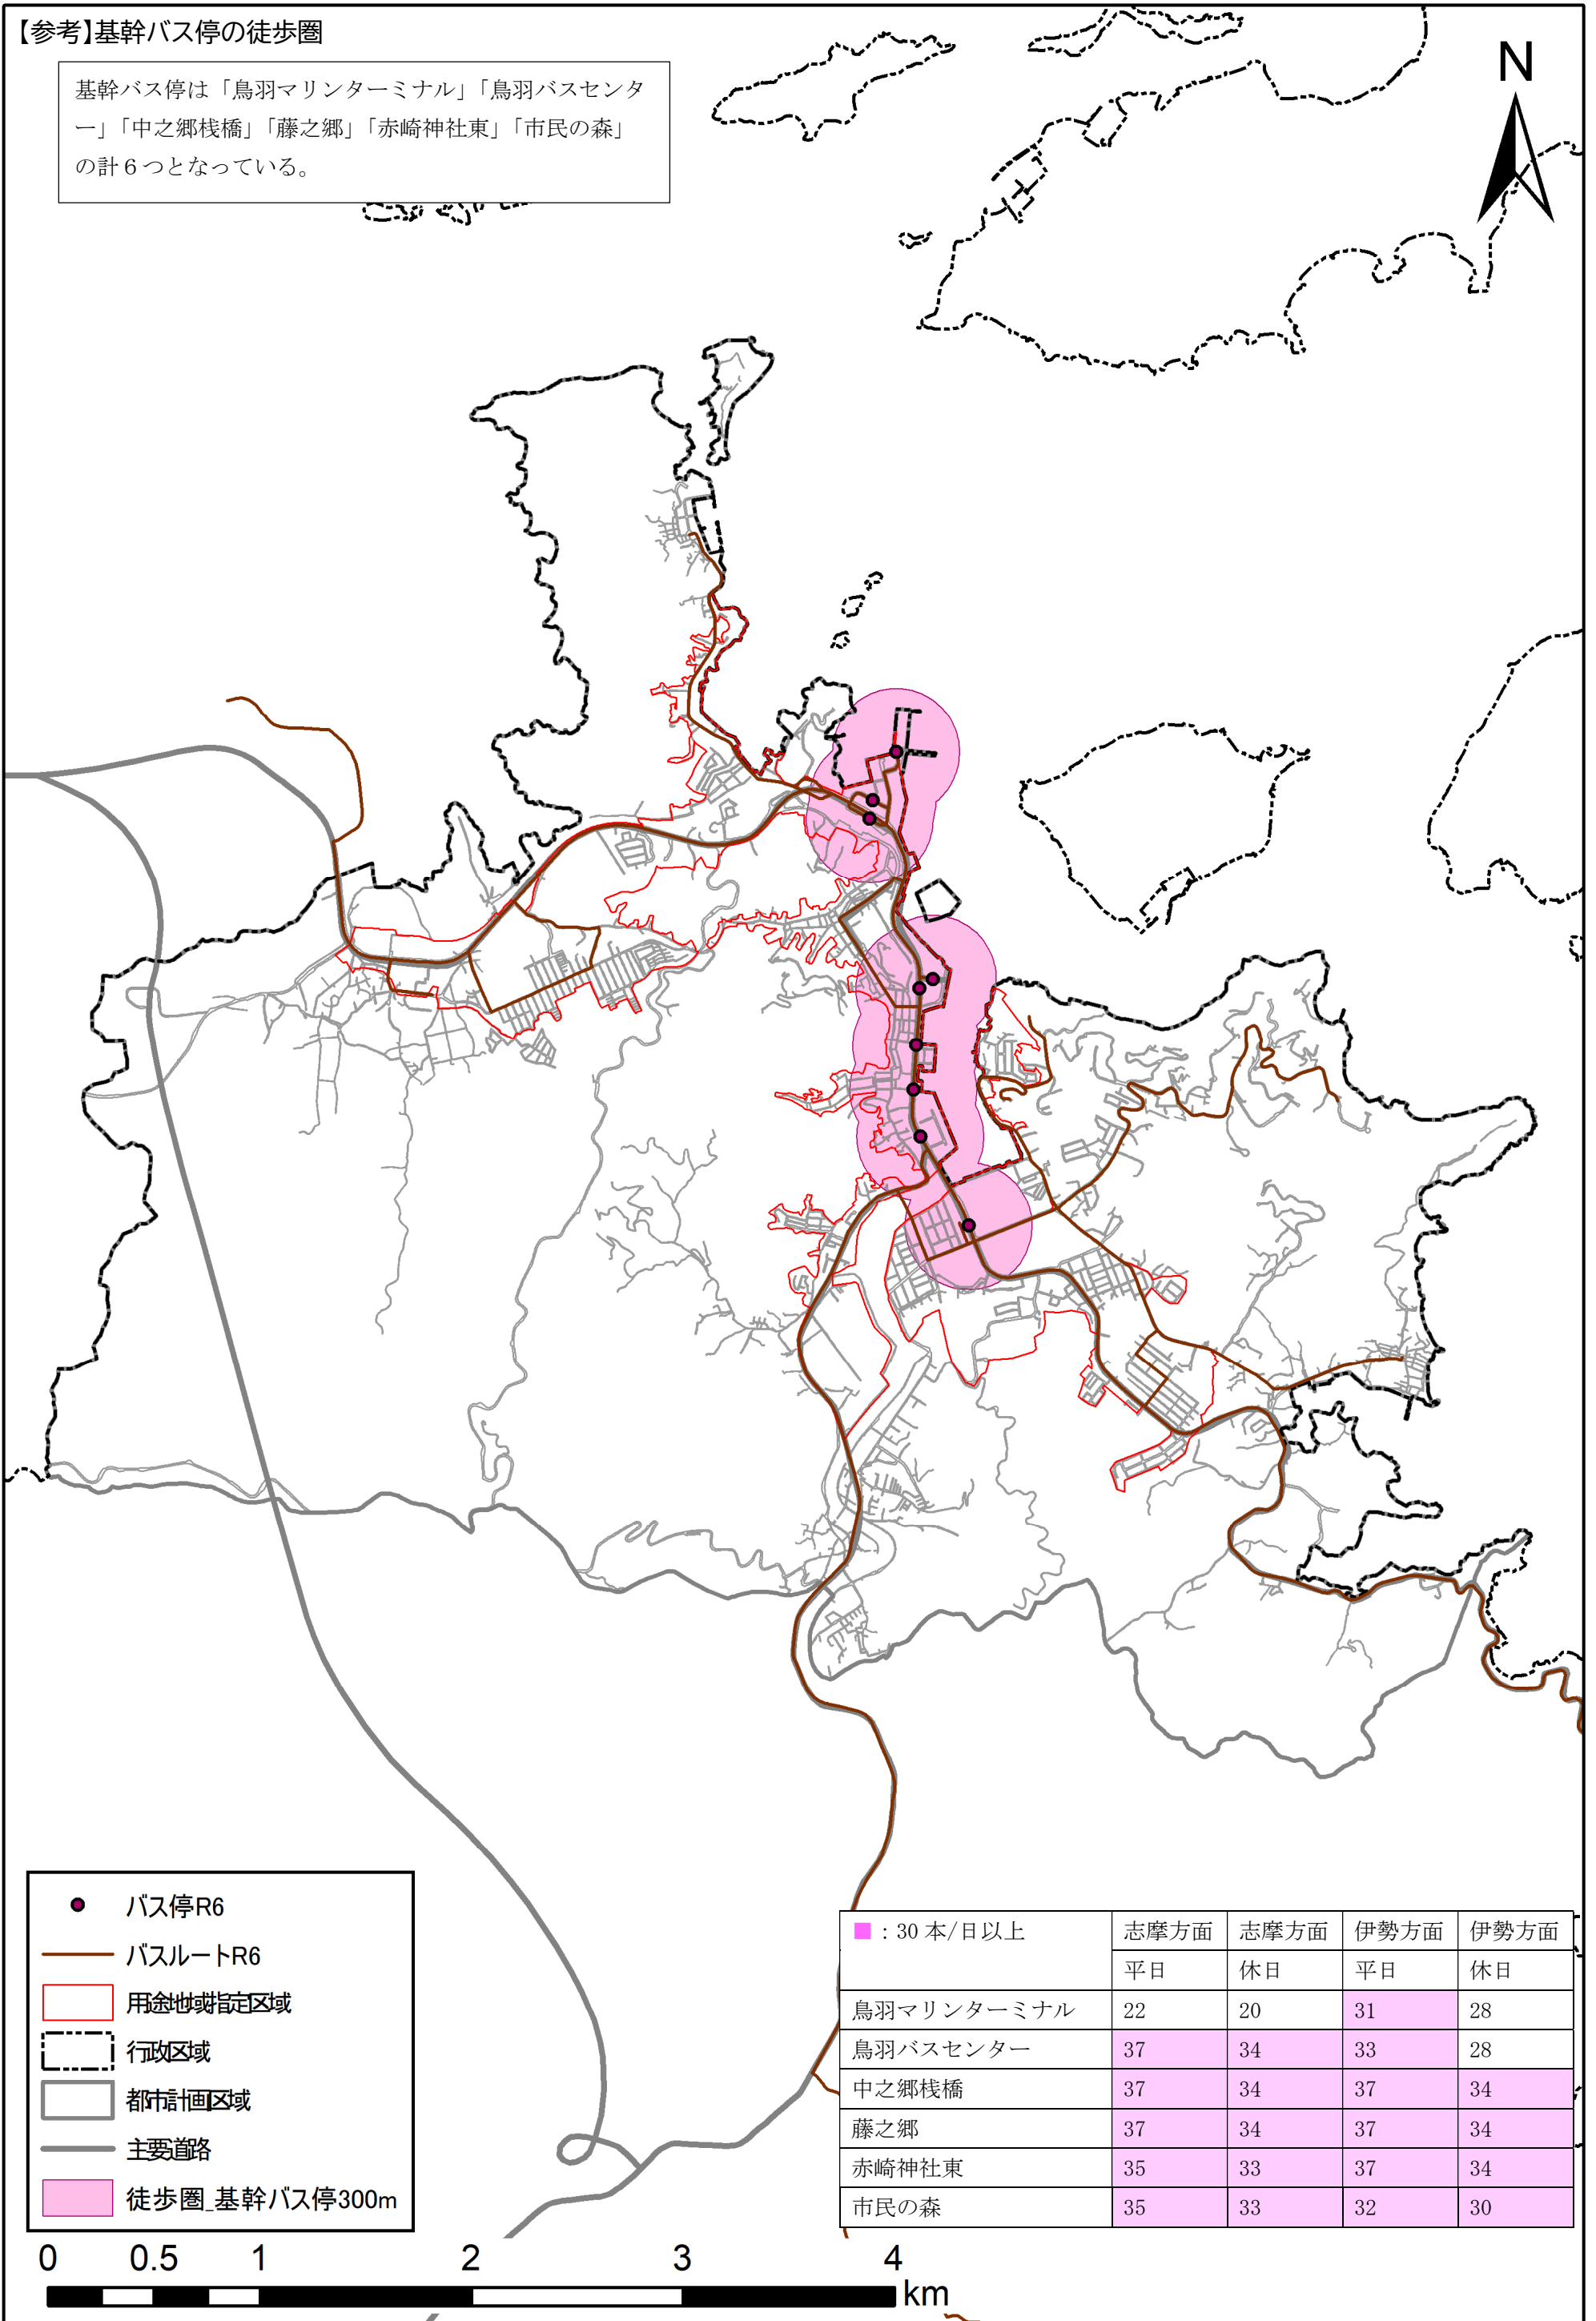 【参考】基幹バス停の徒歩圏
基幹バス停は「鳥羽マリンターミナル」「鳥羽バスセンタ
ー」「中之郷桟橋」「藤之郷」「赤崎神社東」「市民の森」
の計６つとなっている。
N
バス停R6
バスルートR6
用途地域指定区域
行政区域
都市計画区域
主要道路
徒歩圏_基幹バス停300m
■：30 本/日以上 志摩方面 志摩方面 伊勢方面 伊勢方面
平日 休日 平日 休日
鳥羽マリンターミナル 22 20 31 28
鳥羽バスセンター 37 34 33 28
中之郷桟橋 37 34 37 34
藤之郷 37 34 37 34
赤崎神社東 35 33 37 34
市民の森 35 33 32 30
0 0.5 1 2 3 4
km